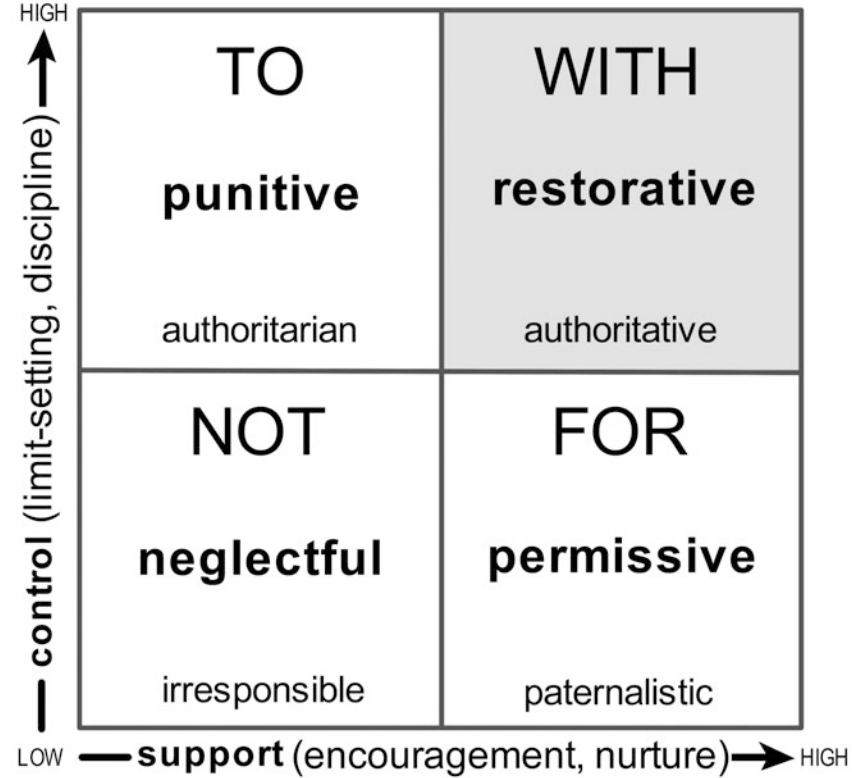 HIGH
control (limit-setting, discipline)
TO
punitive
authoritarian
WITH
restorative
authoritative
NOT
neglectful
irresponsible
FOR
permissive
paternalistic
LOW
support (encouragement, nurture)
HIGH